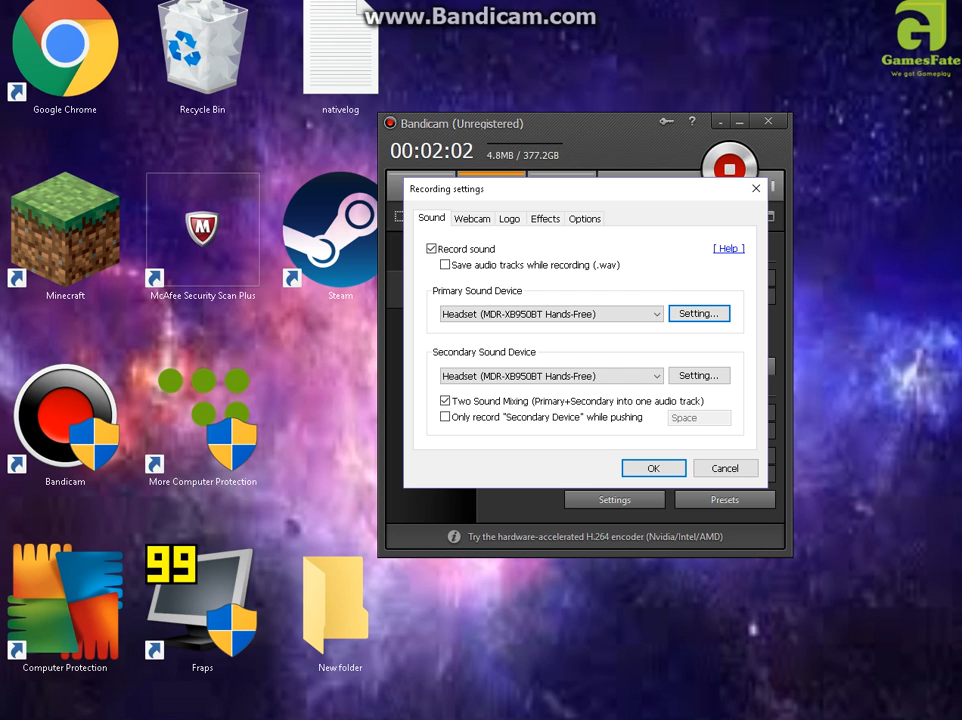 www.Bandicam.com
GamesFate
We got Gameplay
Google Chrome
Recycle Bin
nativelog
Minecraft
McAfee Security Scan Plus
Steam
Bandicam
More Computer Protection
99
Computer Protection
Fraps
New folder
Bandicam (Unregistered)
?
00:02:02
4.8MB / 377.2GB
Recording settings
Sound
Webcam
Logo
Effects
Options
Record sound
[ Help ]
Save audio tracks while recording (.wav)
Primary Sound Device
Headset (MDR-XB950BT Hands-Free)
Setting...
Secondary Sound Device
Headset (MDR-XB950BT Hands-Free)
Setting...
Two Sound Mixing (Primary+Secondary into one audio track)
Only record "Secondary Device" while pushing
Space
OK
Cancel
Settings
Presets
Try the hardware-accelerated H.264 encoder (Nvidia/Intel/AMD)